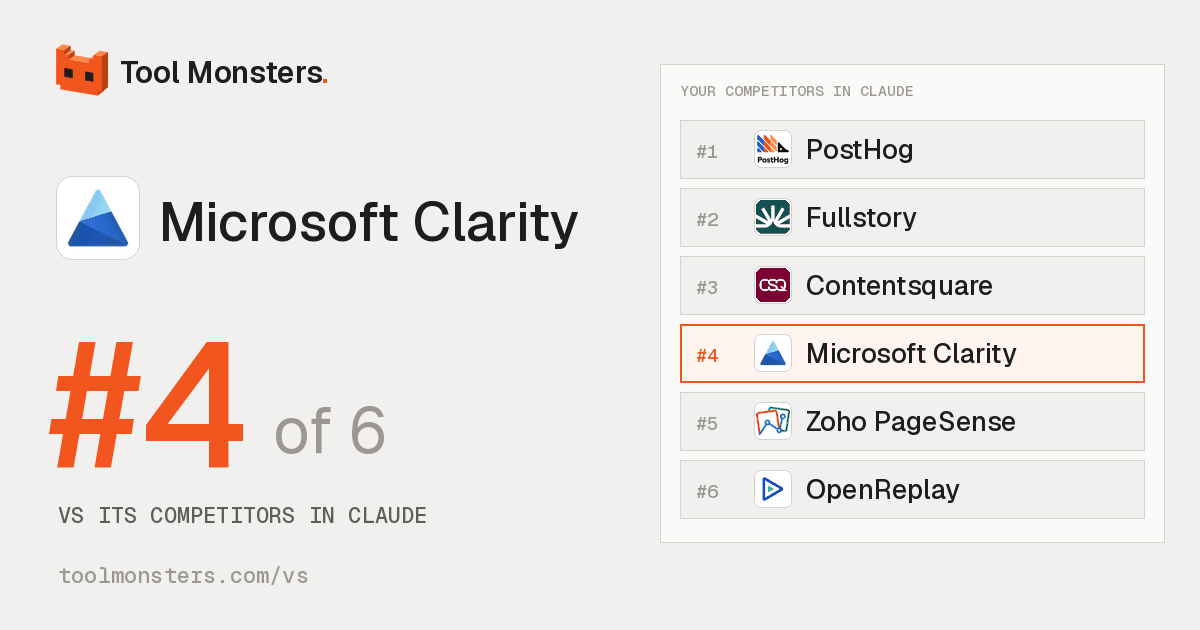 Tool Monsters.
Microsoft Clarity
#4 of 6
VS ITS COMPETITORS IN CLAUDE
toolmonsters.com/vs
YOUR COMPETITORS IN CLAUDE
#1 PostHog PostHog
#2 Fullstory
#3 CSQ Contentsquare
#4 Microsoft Clarity
#5 Zoho PageSense
#6 OpenReplay